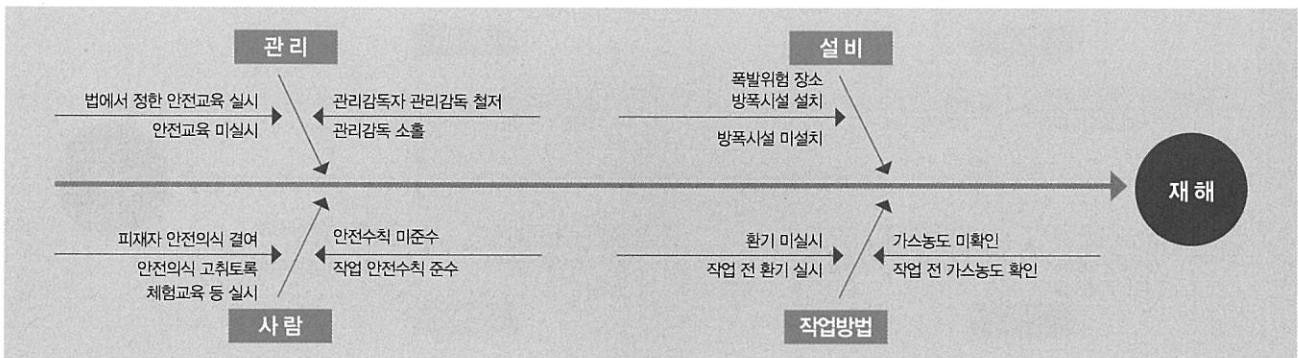 관리
법에서 정한 안전교육 실시
안전교육 미실시
관리감독자 관리감독 철저
관리감독 소홀
설비
폭발위험 장소
방폭시설 설치
방폭시설 미설치
재해
피재자 안전의식 결여
안전의식 고취토록
체험교육 등 실시
안전수칙 미준수
작업 안전수칙 준수
사람
환기 미실시
작업 전 환기 실시
가스농도 미확인
작업 전 가스농도 확인
작업방법